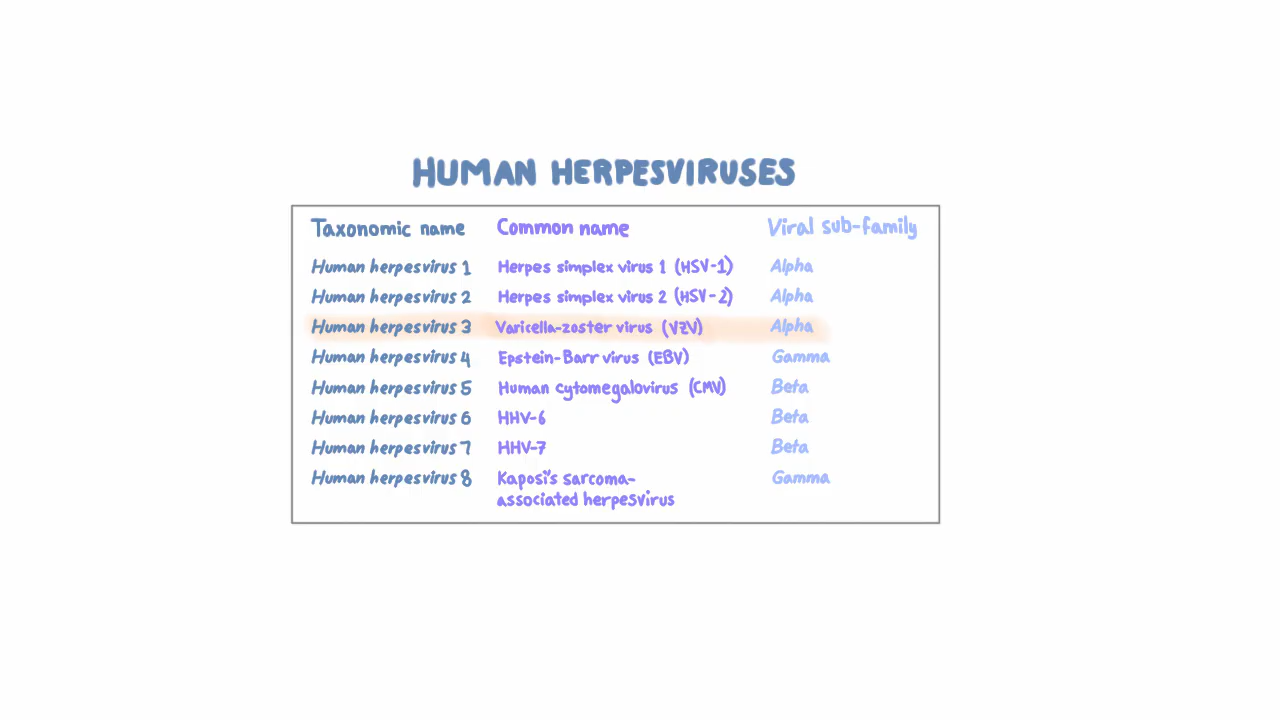 HUMAN HERPESVIRUSES
Taxonomic name Common name Viral sub-family
Human herpesvirus 1 Herpes simplex virus 1 (HSV-1) Alpha
Human herpesvirus 2 Herpes simplex virus 2 (HSV-2) Alpha
Human herpesvirus 3 Varicella-zoster virus (VZV) Alpha
Human herpesvirus 4 Epstein-Barr virus (EBV) Gamma
Human herpesvirus 5 Human cytomegalovirus (CMV) Beta
Human herpesvirus 6 HHV-6 Beta
Human herpesvirus 7 HHV-7 Beta
Human herpesvirus 8 Kaposi's sarcoma- Gamma
associated herpesvirus